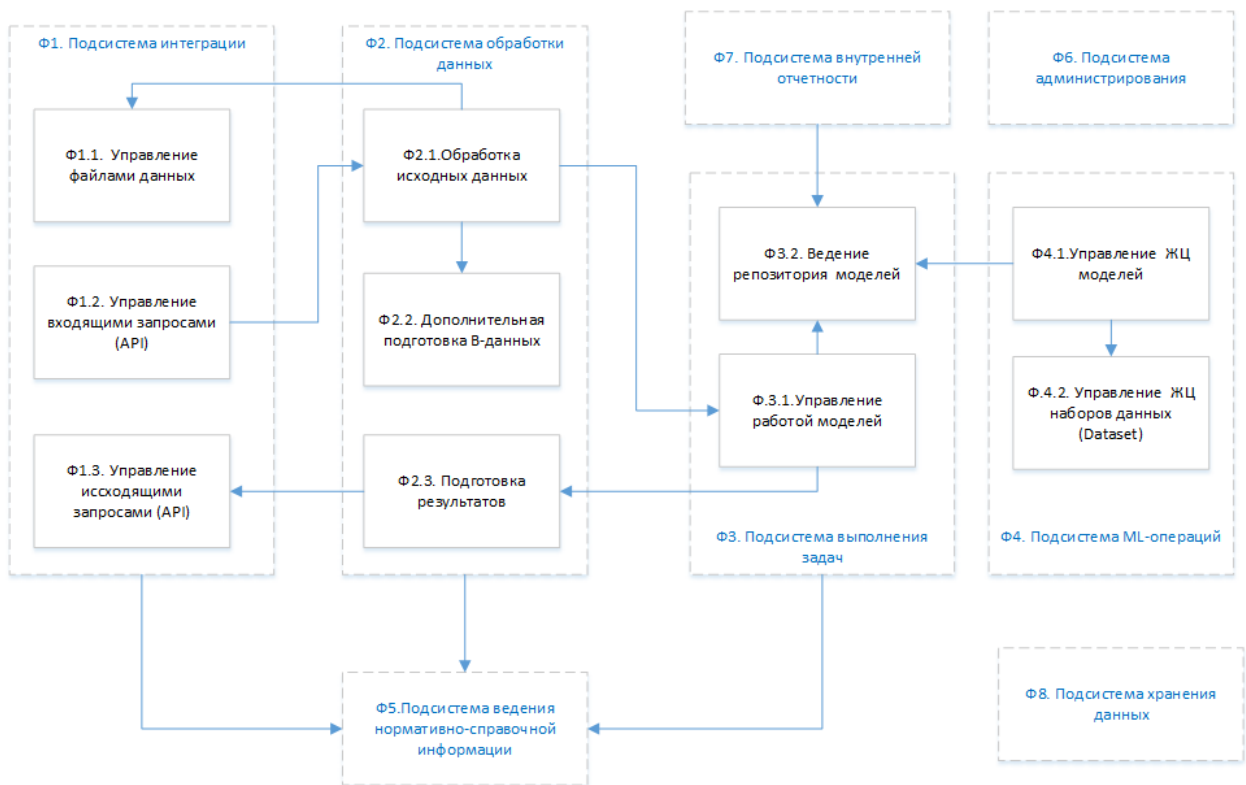 Ф1. Подсистема интеграции
Ф1.1. Управление
файлами данных
Ф1.2. Управление
входящими запросами
(API)
Ф1.3. Управление
иссходящими
запросами (API)
Ф2. Подсистема обработки
данных
Ф2.1.Обработка
исходных данных
Ф2.2. Дополнительная
подготовка В-данных
Ф2.3. Подготовка
результатов
Ф7. Подсистема внутренней
отчетности
Ф3.2. Ведение
репозитория моделей
Ф.3.1.Управление
работой моделей
Ф3. Подсистема выполнения
задач
Ф6. Подсистема
администрирования
Ф4.1.Управление ЖЦ
моделей
Ф.4.2. Управление ЖЦ
наборов данных
(Dataset)
Ф4. Подсистема ML-операций
Ф5.Подсистема ведения
нормативно-справочной
информации
Ф8. Подсистема хранения
данных